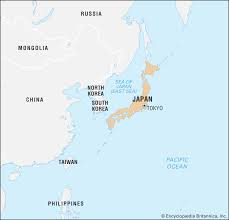 RUSSIA
MONGOLIA
SEA OF
JAPAN
(EAST SEA)
NORTH
KOREA
JAPAN
CHINA
SOUTH
KOREA
TOKYO
PACIFIC
OCEAN
TAIWAN
PHILIPPINES
© Encyclopædia Britannica, Inc.